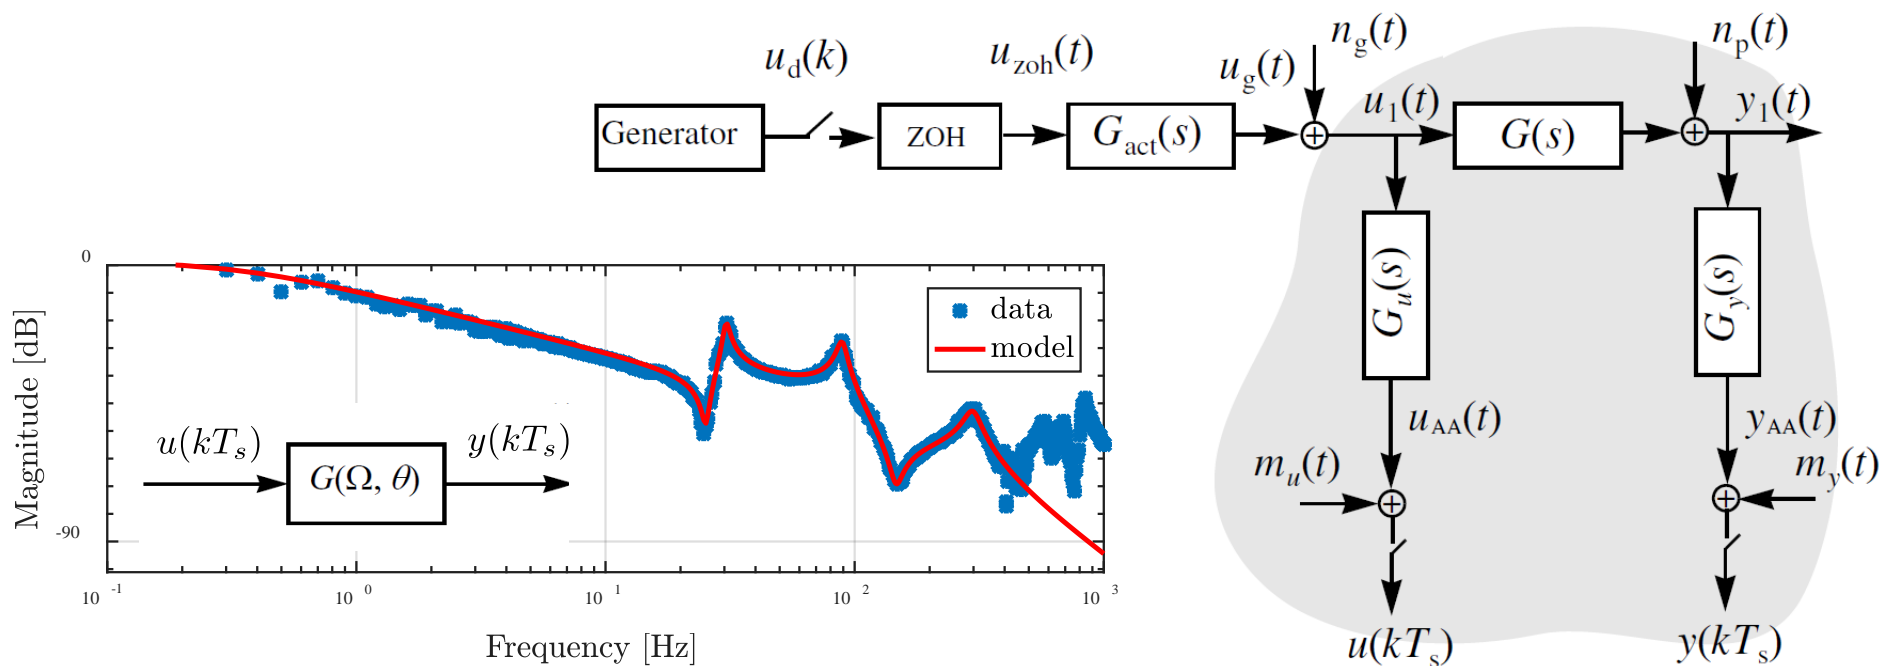 Generator
u_d(k)
ZOH
u_zoh(t)
G_act(s)
u_g(t)
n_g(t)
+
u_1(t)
G(s)
n_p(t)
+
y_1(t)
G_u(s)
G_y(s)
u_AA(t)
y_AA(t)
m_u(t)
+
+
m_y(t)
u(kT_s)
y(kT_s)
0
-90
Magnitude [dB]
data
model
u(kT_s)
G(Ω, θ)
y(kT_s)
10^-1 10^0 10^1 10^2 10^3
Frequency [Hz]